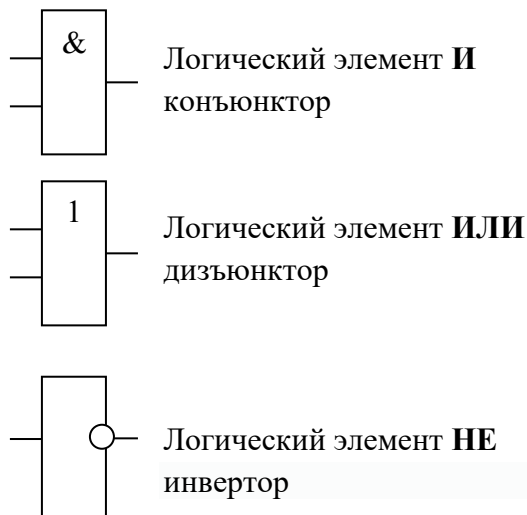 &
Логический элемент И
конъюнктор
1
Логический элемент ИЛИ
дизъюнктор
Логический элемент НЕ
инвертор